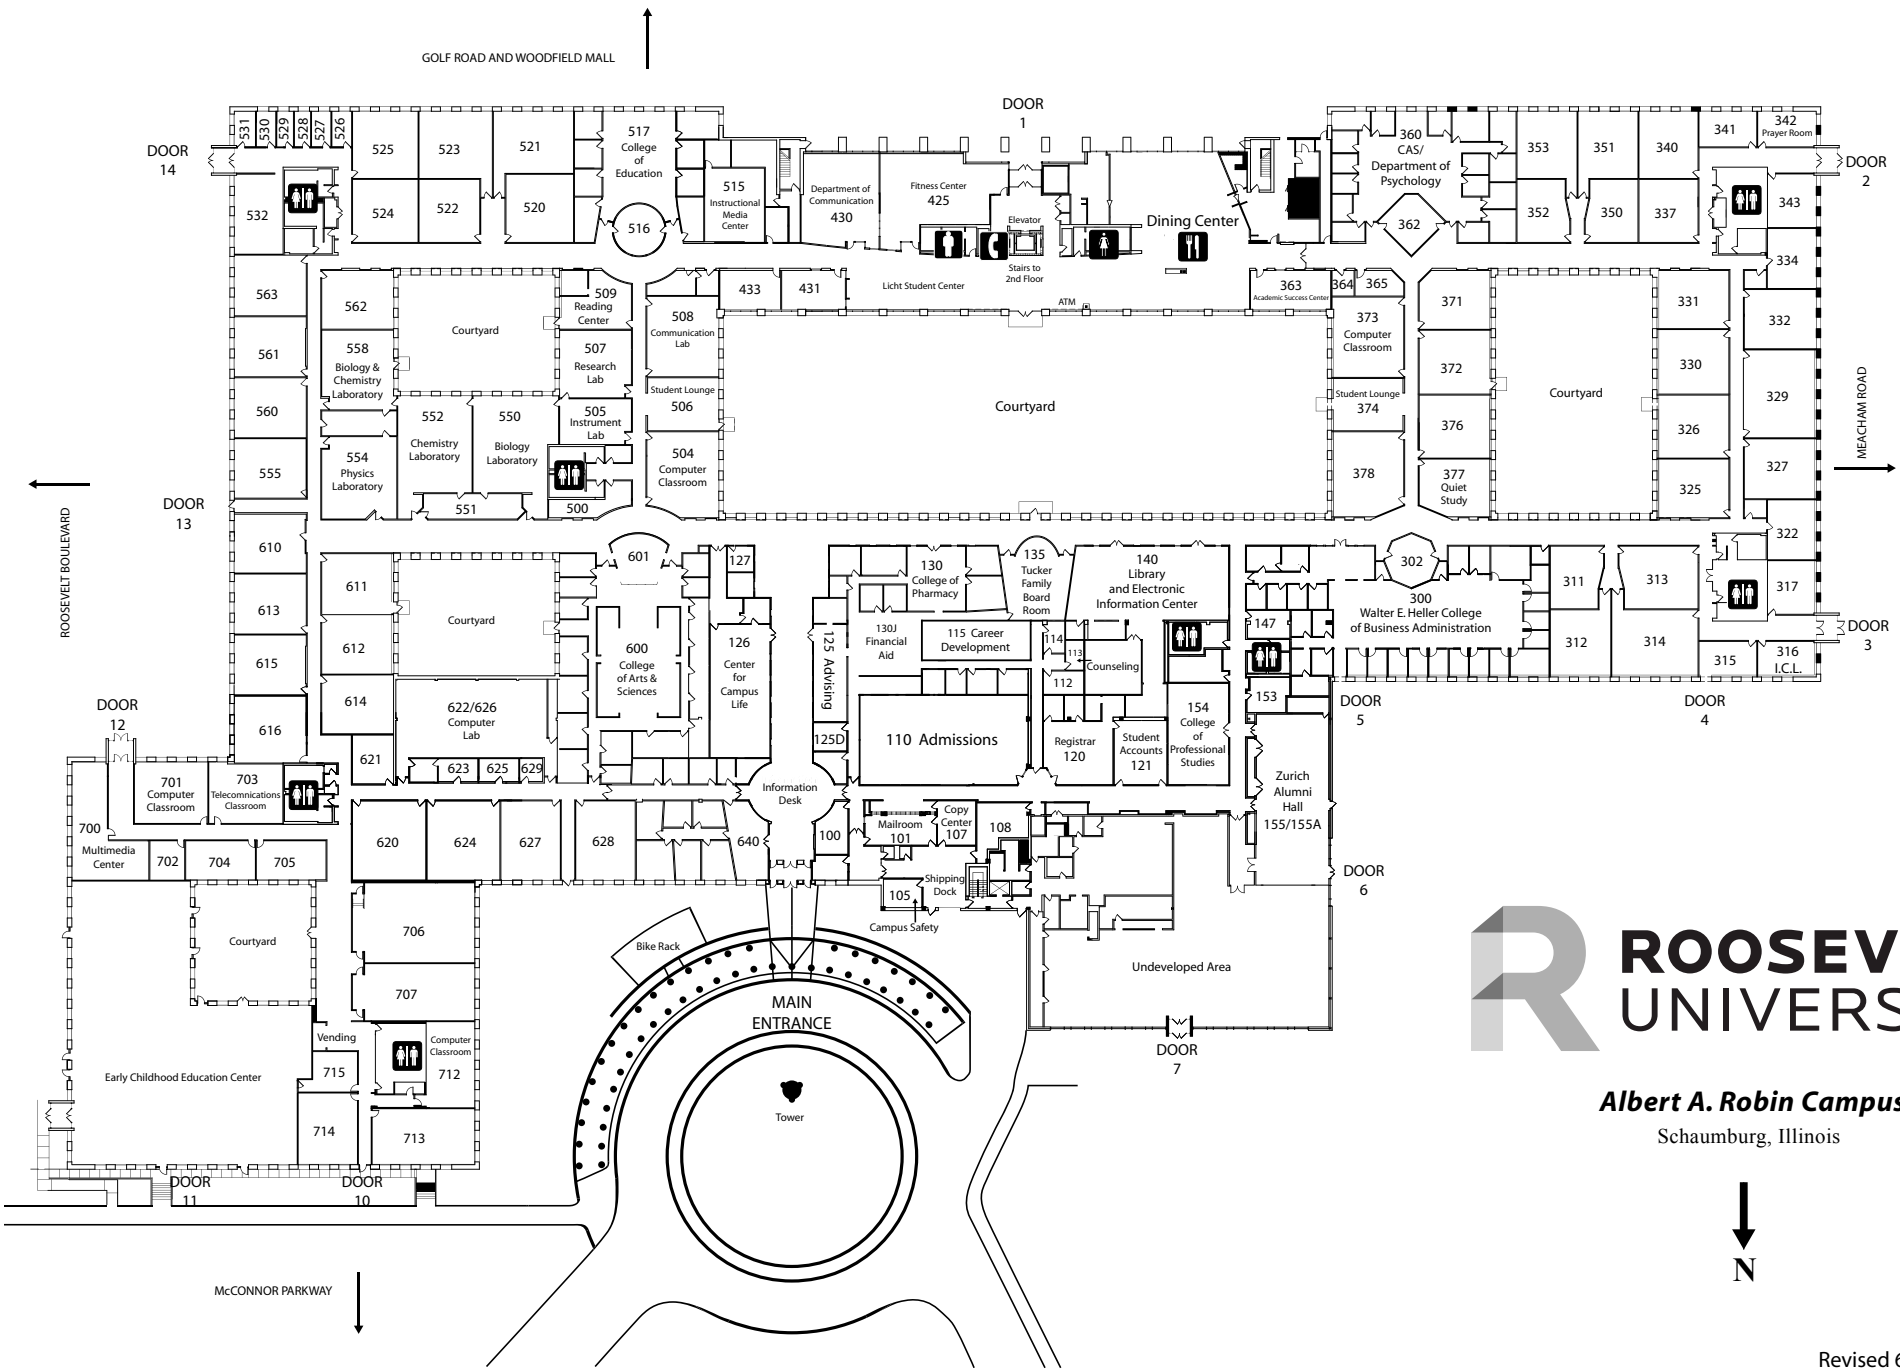 GOLF ROAD AND WOODFIELD MALL
DOOR
1
DOOR
14
DOOR
2
531
530
529
528
527
526
525
523
521
517
College
of
Education
532
524
522
520
516
515
Instructional
Media
Center
Department of
Communication
430
Fitness Center
425
Elevator
Dining Center
Stairs to
2nd Floor
360
CAS/
Department of
Psychology
362
353
351
340
341
342
Prayer Room
352
350
337
343
334
563
562
Courtyard
509
Reading
Center
433
431
Licht Student Center
ATM
363
Academic Success Center
364
365
371
331
332
508
Communication
Lab
373
Computer
Classroom
561
558
Biology &
Chemistry
Laboratory
507
Research
Lab
372
330
Student Lounge
506
Courtyard
Student Lounge
374
Courtyard
329
MEACHAM ROAD
560
552
Chemistry
Laboratory
550
Biology
Laboratory
505
Instrument
Lab
376
326
555
554
Physics
Laboratory
504
Computer
Classroom
378
377
Quiet
Study
325
327
551
500
DOOR
13
ROOSEVELT BOULEVARD
322
610
611
601
127
130
College of
Pharmacy
135
Tucker
Family
Board
Room
140
Library
and Electronic
Information Center
302
311
313
317
613
Courtyard
300
Walter E. Heller College
of Business Administration
612
600
College
of Arts &
Sciences
126
Center
for
Campus
Life
125 Advising
130J
Financial
Aid
115 Career
Development
114
113
112
Counseling
147
312
314
315
316
I.C.L.
DOOR
3
615
614
622/626
Computer
Lab
153
DOOR
5
DOOR
4
DOOR
12
616
621
623
625
629
125D
110 Admissions
Registrar
120
Student
Accounts
121
154
College
of
Professional
Studies
701
Computer
Classroom
703
Telecomnications
Classroom
Information
Desk
Zurich
Alumni
Hall
155/155A
700
Multimedia
Center
702
704
705
620
624
627
628
640
100
Mailroom
101
Copy
Center
107
108
Shipping
Dock
105
Campus Safety
DOOR
6
Courtyard
706
Bike Rack
Undeveloped Area
707
MAIN
ENTRANCE
Vending
Computer
Classroom
712
715
DOOR
7
Early Childhood Education Center
714
713
Tower
DOOR
11
DOOR
10
McCONNOR PARKWAY
ROOSEV
UNIVERS
Albert A. Robin Campus
Schaumburg, Illinois
N
Revised 6